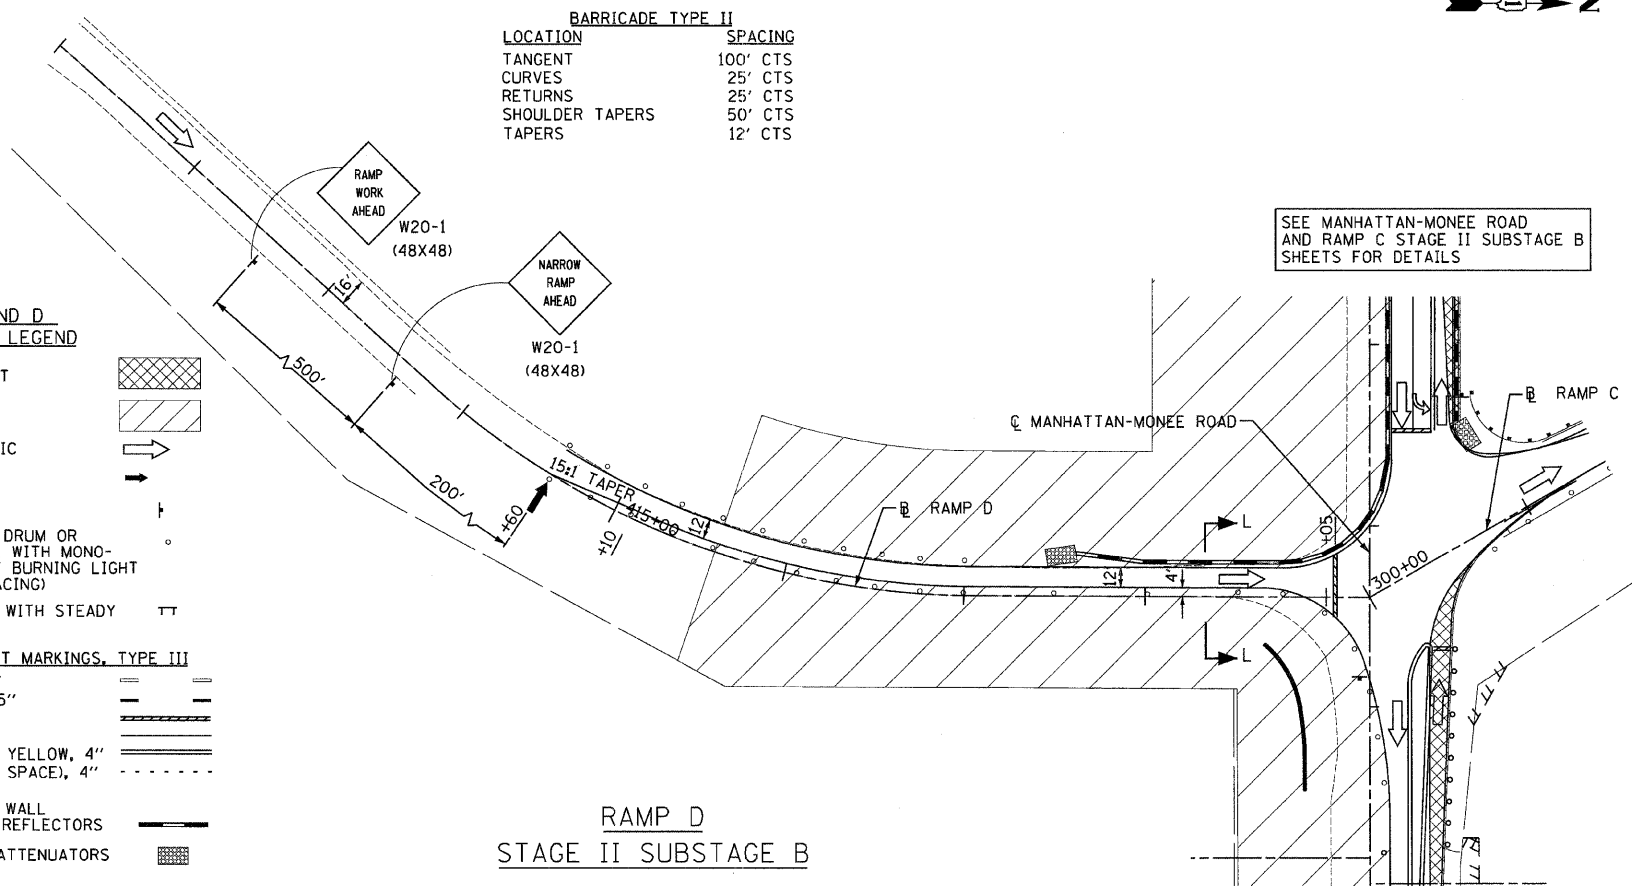 BARRICADE TYPE II
LOCATION SPACING
TANGENT 100' CTS
CURVES 25' CTS
RETURNS 25' CTS
SHOULDER TAPERS 50' CTS
TAPERS 12' CTS
N
RAMP
WORK
AHEAD
W20-1
(48X48)
NARROW
RAMP
AHEAD
W20-1
(48X48)
SEE MANHATTAN-MONEE ROAD
AND RAMP C STAGE II SUBSTAGE B
SHEETS FOR DETAILS
16'
500'
200'
+60
15:1 TAPER
415+00
+10
12'
℄ MANHATTAN-MONEE ROAD
RAMP C
RAMP D
L
+05
12'
4'
300+00
L
ND D
LEGEND
T
IC
DRUM OR
WITH MONO-
BURNING LIGHT
ACING)
WITH STEADY
T MARKINGS, TYPE III
5"
YELLOW, 4"
SPACE), 4"
WALL
REFLECTORS
ATTENUATORS
RAMP D
STAGE II SUBSTAGE B